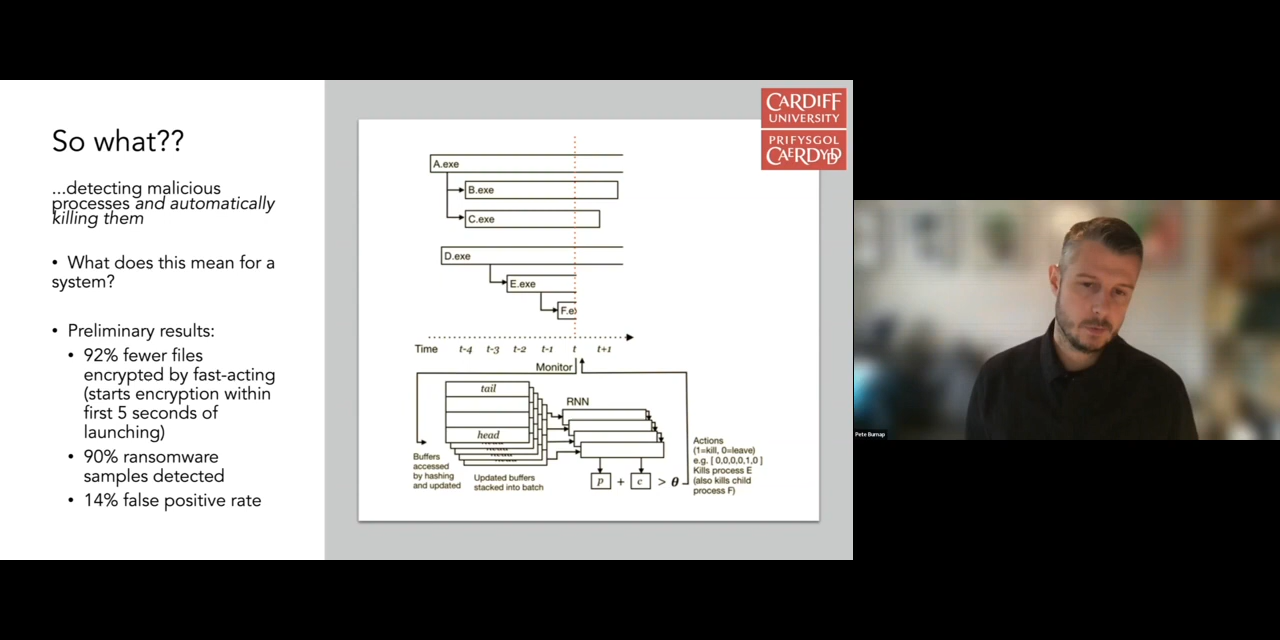 So what??
...detecting malicious
processes and automatically
killing them
• What does this mean for a
system?
• Preliminary results:
• 92% fewer files
encrypted by fast-acting
(starts encryption within
first 5 seconds of
launching)
• 90% ransomware
samples detected
• 14% false positive rate
CARDIFF
UNIVERSITY
PRIFYSGOL
CAERDYDD
A.exe
B.exe
C.exe
D.exe
E.exe
F.ex
Time t-4 t-3 t-2 t-1 t t+1
Monitor
tail
head
Buffers
accessed
by hashing
and updated
Updated buffers
stacked into batch
RNN
p + c > θ
Actions
(1=kill, 0=leave)
e.g. [ 0,0,0,0,1,0 ]
Kills process E
(also kills child
process F)
Pete Burnap